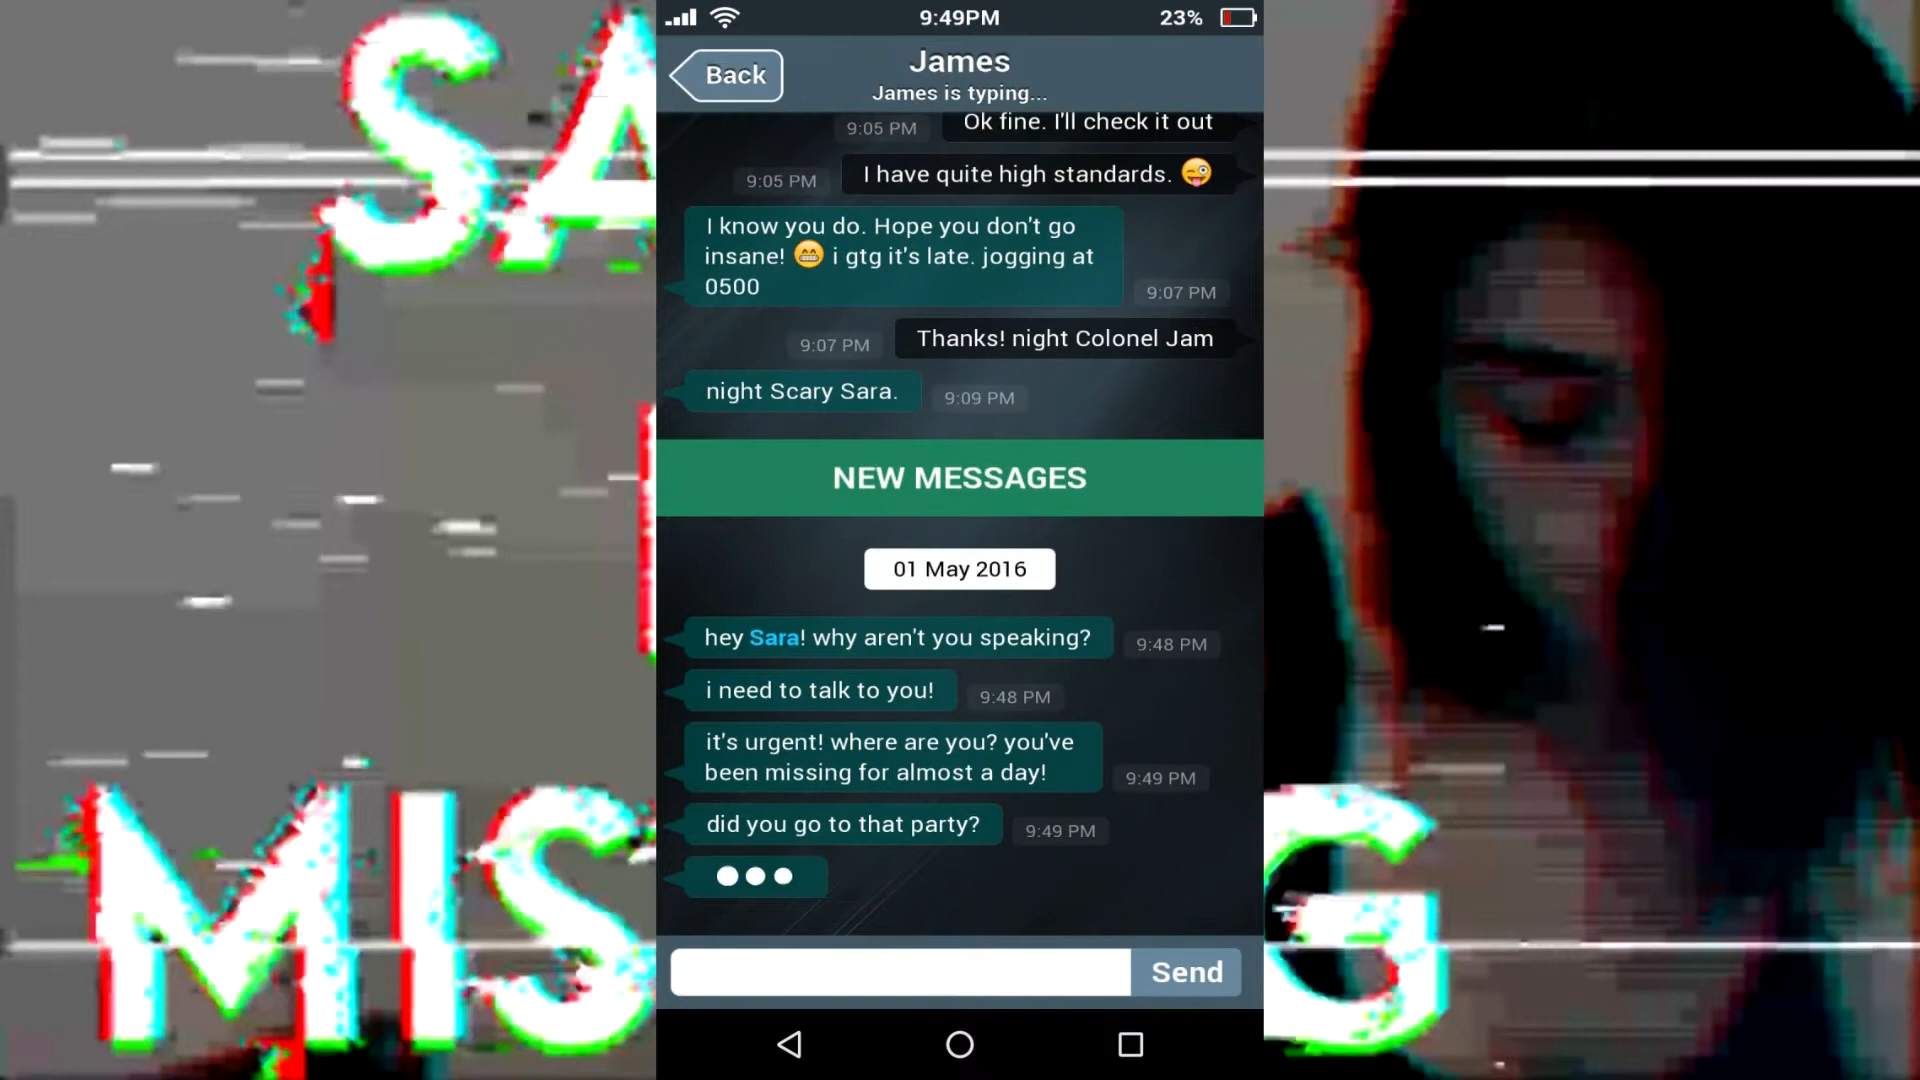 SA
MIS
G
9:49PM
23%
Back
James
James is typing...
9:05 PM
Ok fine. I'll check it out
9:05 PM
I have quite high standards. 😜
I know you do. Hope you don't go
insane! 😁 i gtg it's late. jogging at
0500
9:07 PM
9:07 PM
Thanks! night Colonel Jam
night Scary Sara.
9:09 PM
NEW MESSAGES
01 May 2016
hey Sara! why aren't you speaking?
9:48 PM
i need to talk to you!
9:48 PM
it's urgent! where are you? you've
been missing for almost a day!
9:49 PM
did you go to that party?
9:49 PM
Send